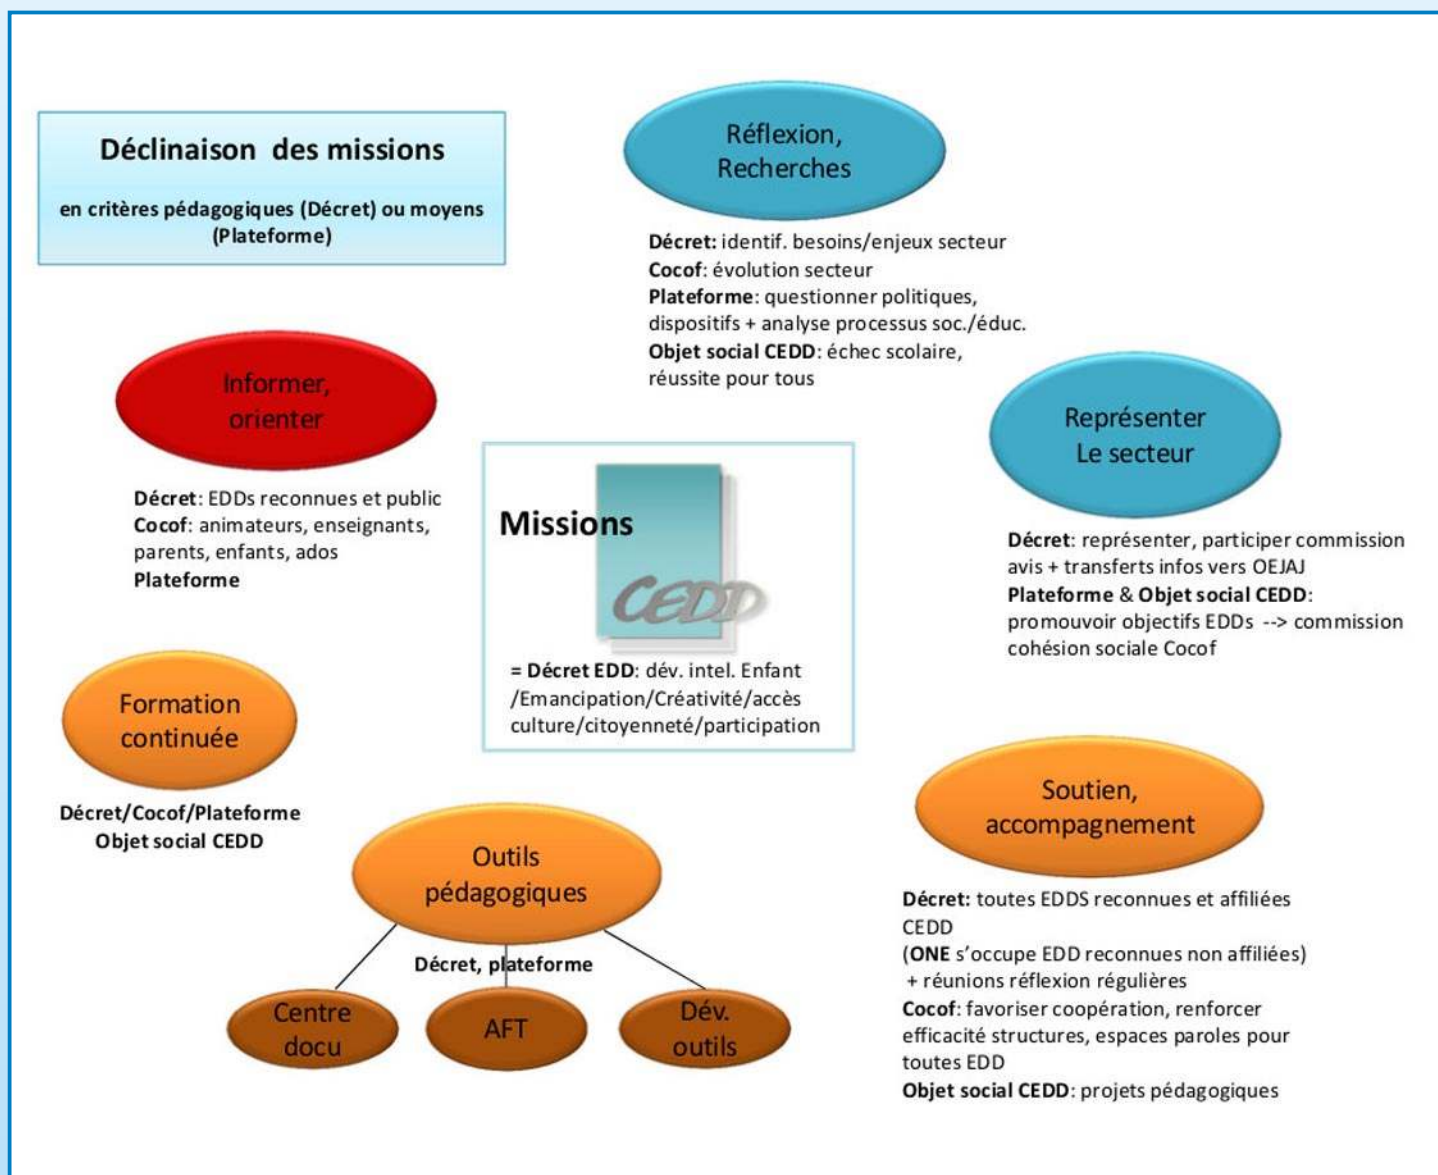 Déclinaison des missions
en critères pédagogiques (Décret) ou moyens
(Plateforme)
Réflexion,
Recherches
Décret: identif. besoins/enjeux secteur
Cocof: évolution secteur
Plateforme: questionner politiques,
dispositifs + analyse processus soc./éduc.
Objet social CEDD: échec scolaire,
réussite pour tous
Informer,
orienter
Décret: EDDs reconnues et public
Cocof: animateurs, enseignants,
parents, enfants, ados
Plateforme
Représenter
Le secteur
Décret: représenter, participer commission
avis + transferts infos vers OEJAJ
Plateforme & Objet social CEDD:
promouvoir objectifs EDDs --> commission
cohésion sociale Cocof
Missions
CEDD
= Décret EDD: dév. intel. Enfant
/Emancipation/Créativité/accès
culture/citoyenneté/participation
Formation
continuée
Décret/Cocof/Plateforme
Objet social CEDD
Outils
pédagogiques
Décret, plateforme
Centre
docu
AFT
Dév.
outils
Soutien,
accompagnement
Décret: toutes EDDS reconnues et affiliées
CEDD
(ONE s'occupe EDD reconnues non affiliées)
+ réunions réflexion régulières
Cocof: favoriser coopération, renforcer
efficacité structures, espaces paroles pour
toutes EDD
Objet social CEDD: projets pédagogiques